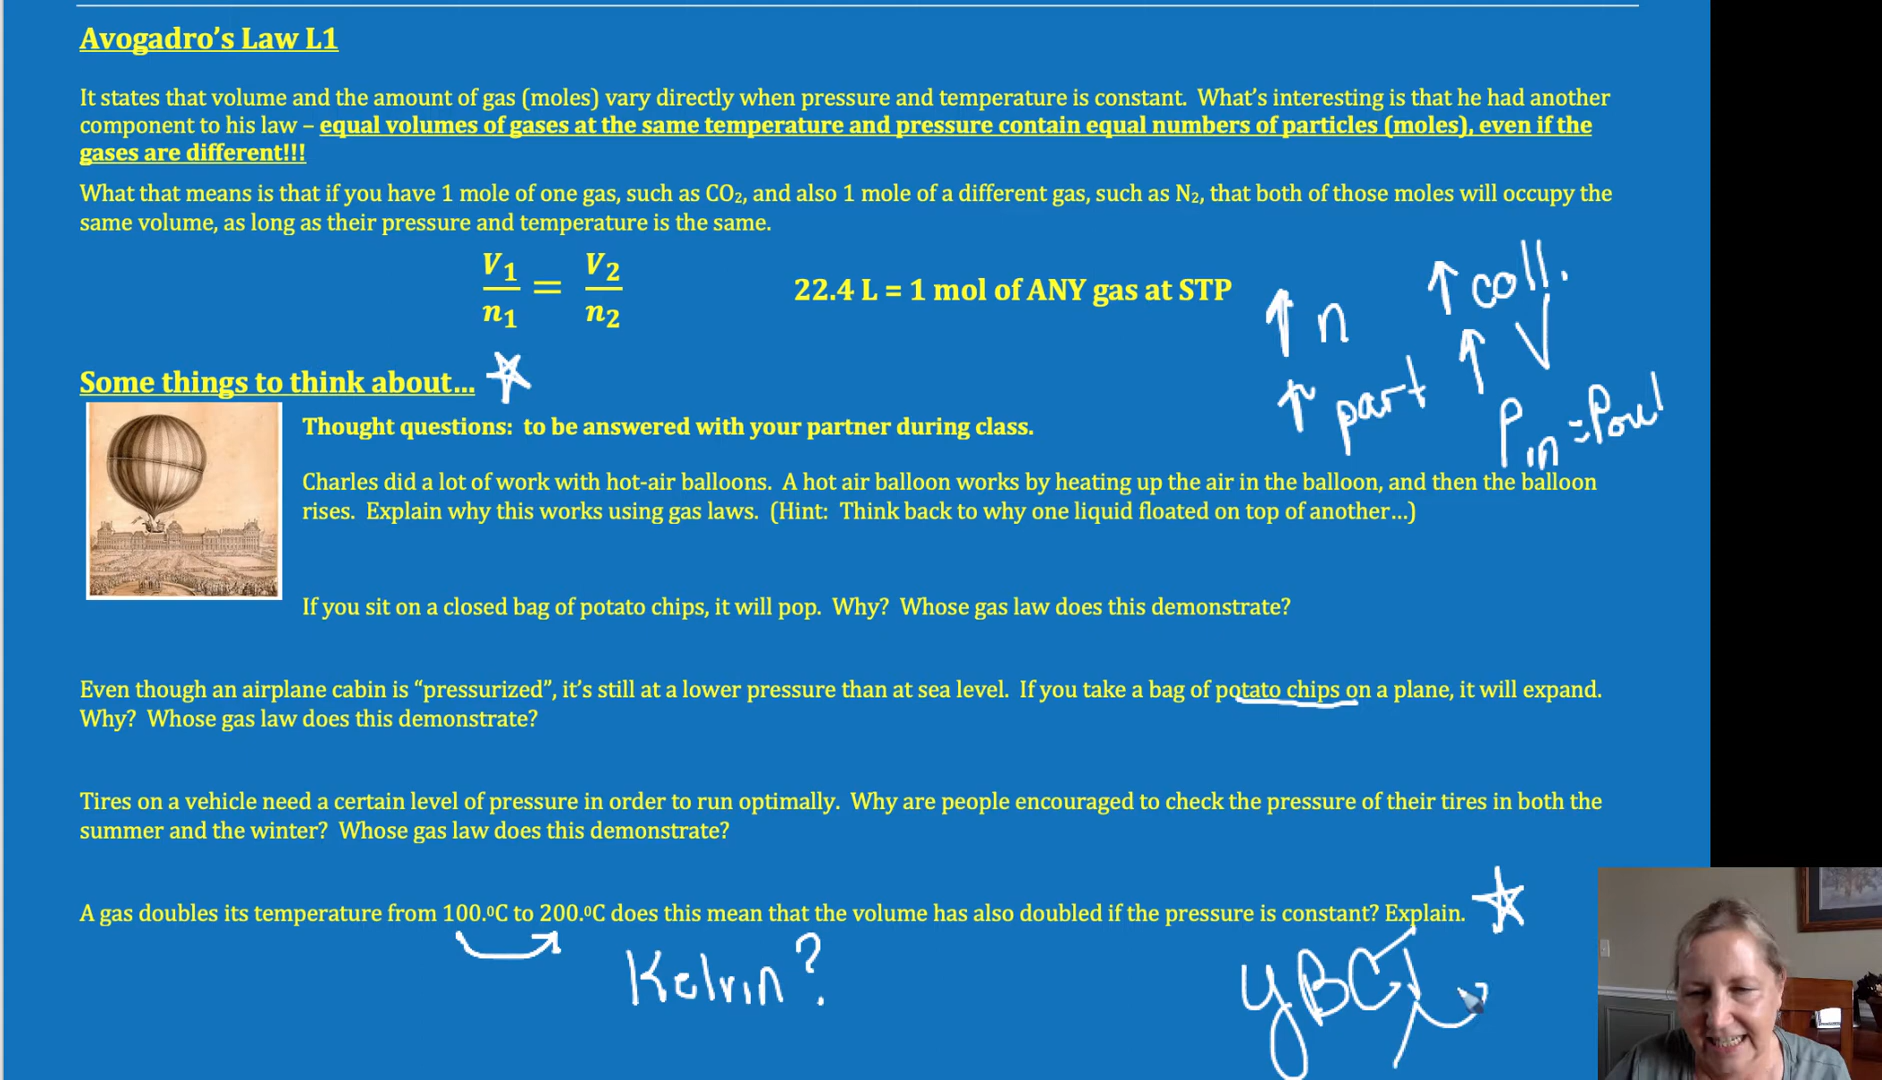 Avogadro's Law L1
It states that volume and the amount of gas (moles) vary directly when pressure and temperature is constant. What's interesting is that he had another
component to his law – equal volumes of gases at the same temperature and pressure contain equal numbers of particles (moles), even if the
gases are different!!!
What that means is that if you have 1 mole of one gas, such as CO₂, and also 1 mole of a different gas, such as N₂, that both of those moles will occupy the
same volume, as long as their pressure and temperature is the same.
V₁/n₁ = V₂/n₂
22.4 L = 1 mol of ANY gas at STP
↑ n ↑ coll.
↑ part ↑ V
Pin = Pout
Some things to think about...
Thought questions: to be answered with your partner during class.
Charles did a lot of work with hot-air balloons. A hot air balloon works by heating up the air in the balloon, and then the balloon
rises. Explain why this works using gas laws. (Hint: Think back to why one liquid floated on top of another...)
If you sit on a closed bag of potato chips, it will pop. Why? Whose gas law does this demonstrate?
Even though an airplane cabin is “pressurized”, it's still at a lower pressure than at sea level. If you take a bag of potato chips on a plane, it will expand.
Why? Whose gas law does this demonstrate?
Tires on a vehicle need a certain level of pressure in order to run optimally. Why are people encouraged to check the pressure of their tires in both the
summer and the winter? Whose gas law does this demonstrate?
A gas doubles its temperature from 100.⁰C to 200.⁰C does this mean that the volume has also doubled if the pressure is constant? Explain.
Kelvin?